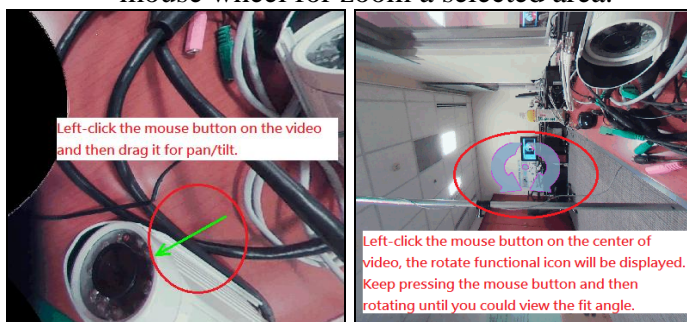 mouse wheel for zoom a selected area.
Left-click the mouse button on the video
and then drag it for pan/tilt.
Left-click the mouse button on the center of
video, the rotate functional icon will be displayed.
Keep pressing the mouse button and then
rotating until you could view the fit angle.